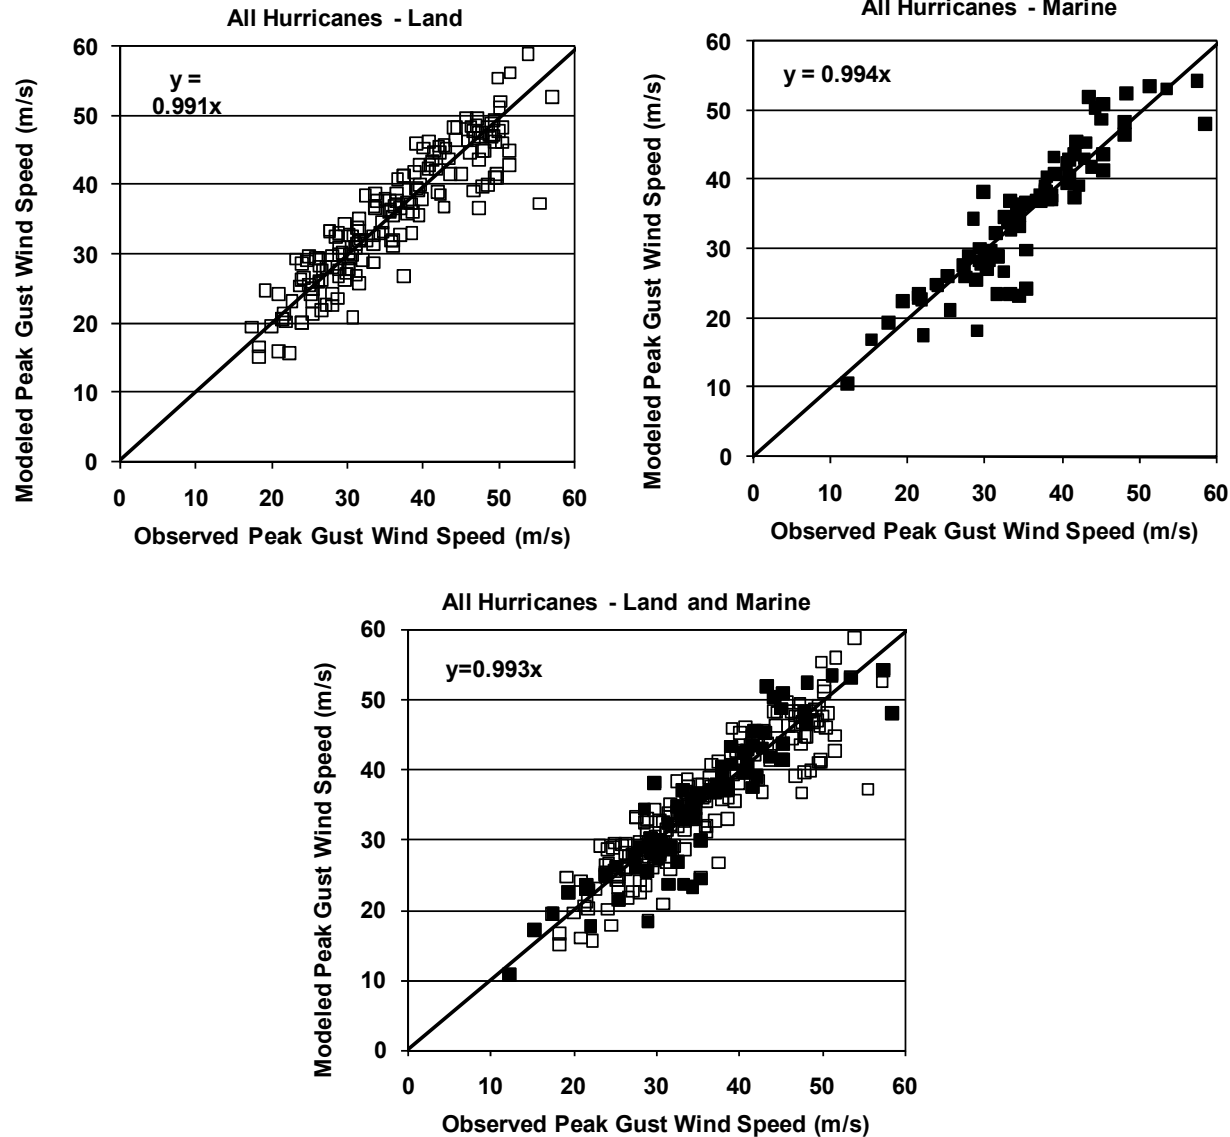 All Hurricanes - Land
60
50
40
30
20
10
0
0 10 20 30 40 50 60
Modeled Peak Gust Wind Speed (m/s)
Observed Peak Gust Wind Speed (m/s)
y =
0.991x
All Hurricanes - Marine
60
50
40
30
20
10
0
0 10 20 30 40 50 60
Modeled Peak Gust Wind Speed (m/s)
Observed Peak Gust Wind Speed (m/s)
y = 0.994x
All Hurricanes - Land and Marine
60
50
40
30
20
10
0
0 10 20 30 40 50 60
Modeled Peak Gust Wind Speed (m/s)
Observed Peak Gust Wind Speed (m/s)
y=0.993x